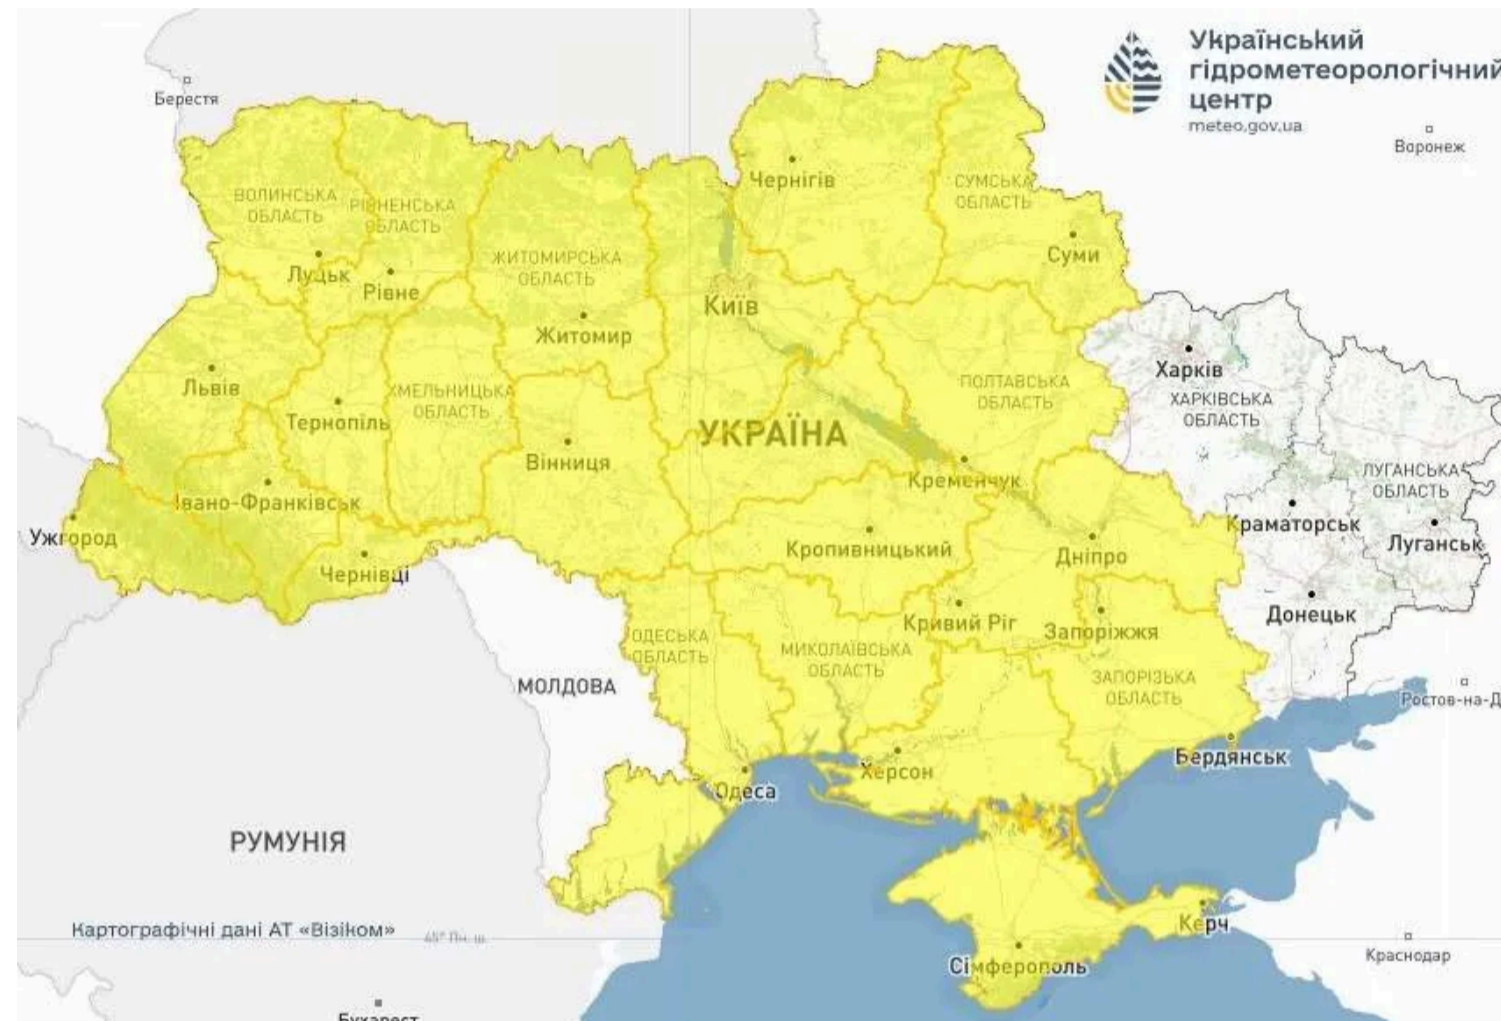 Український
гідрометеорологічний
центр
meteo.gov.ua
Берестя
Воронеж
Чернігів
СУМСЬКА
ОБЛАСТЬ
ВОЛИНСЬКА
ОБЛАСТЬ
РІВНЕНСЬКА
ОБЛАСТЬ
Суми
ЖИТОМИРСЬКА
ОБЛАСТЬ
Луцьк
Рівне
Київ
Житомир
Харків
ХАРКІВСЬКА
ОБЛАСТЬ
Львів
ХМЕЛЬНИЦЬКА
ОБЛАСТЬ
ПОЛТАВСЬКА
ОБЛАСТЬ
Тернопіль
УКРАЇНА
Вінниця
Кременчук
ЛУГАНСЬКА
ОБЛАСТЬ
Івано-Франківськ
Краматорськ
Ужгород
Луганськ
Кропивницький
Дніпро
Чернівці
Донецьк
Кривий Ріг
Запоріжжя
ОДЕСЬКА
ОБЛАСТЬ
МИКОЛАЇВСЬКА
ОБЛАСТЬ
МОЛДОВА
ЗАПОРІЗЬКА
ОБЛАСТЬ
Ростов-на-Д
Бердянськ
Херсон
Одеса
РУМУНІЯ
Керч
Картографічні дані АТ «Візіком»
45° Пн. ш.
Краснодар
Сімферополь
Бухарест